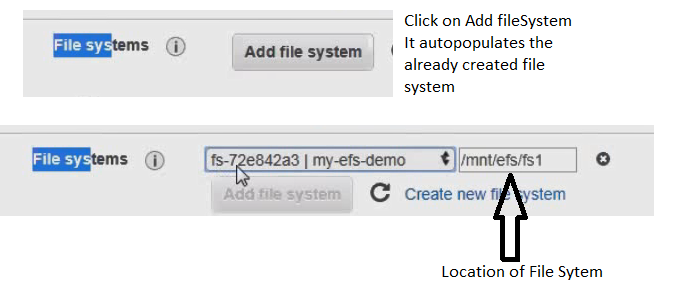 File systems i Add file system
Click on Add fileSystem
It autopopulates the
already created file
system
File systems i fs-72e842a3 | my-efs-demo /mnt/efs/fs1
Add file system Create new file system
Location of File Sytem